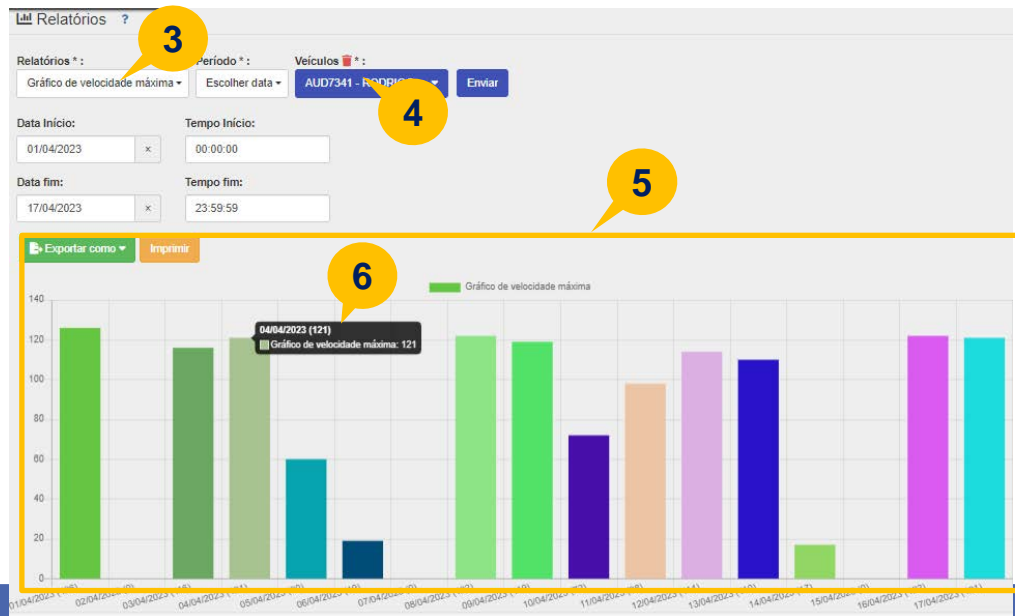 Relatórios ?
3
Relatórios * : Período * : Veículos * :
Gráfico de velocidade máxima Escolher data AUD7341 - Enviar
4
Data Início: Tempo Início:
01/04/2023 × 00:00:00
Data fim: Tempo fim:
17/04/2023 × 23:59:59
5
Exportar como Imprimir
6
Gráfico de velocidade máxima
140
04/04/2023 (121)
Gráfico de velocidade máxima: 121
120
100
80
60
40
20
0
01/04/2023 02/04/2023 03/04/2023 04/04/2023 05/04/2023 06/04/2023 07/04/2023 08/04/2023 09/04/2023 10/04/2023 11/04/2023 12/04/2023 13/04/2023 14/04/2023 15/04/2023 16/04/2023 17/04/2023